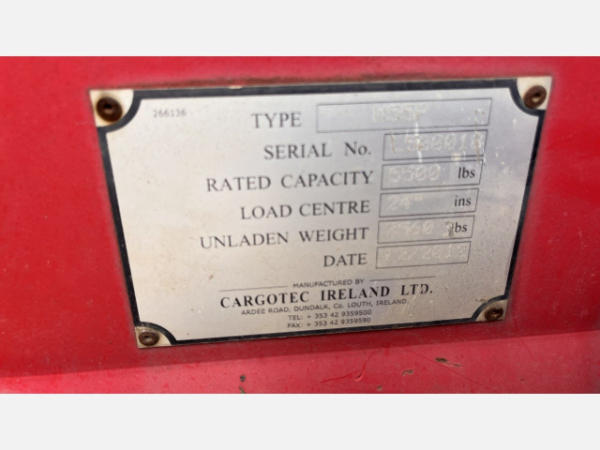 266136
TYPE
SERIAL No.
RATED CAPACITY 5500 lbs
LOAD CENTRE 24" ins
UNLADEN WEIGHT lbs
DATE
MANUFACTURED BY
CARGOTEC IRELAND LTD.
ARDEE ROAD, DUNDALK, Co. LOUTH, IRELAND.
TEL: + 353 42 9359500
FAX: + 353 42 9359590